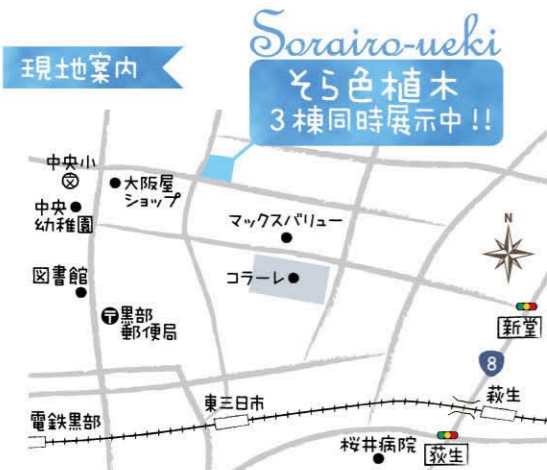 Sorairo-ueki
現地案内
そら色植木
3棟同時展示中!!
中央小
文
大阪屋
ショップ
中央
幼稚園
マックスバリュー
N
図書館
コラーレ
〒黒部
郵便局
新堂
8
萩生
東三日市
電鉄黒部
桜井病院
萩生